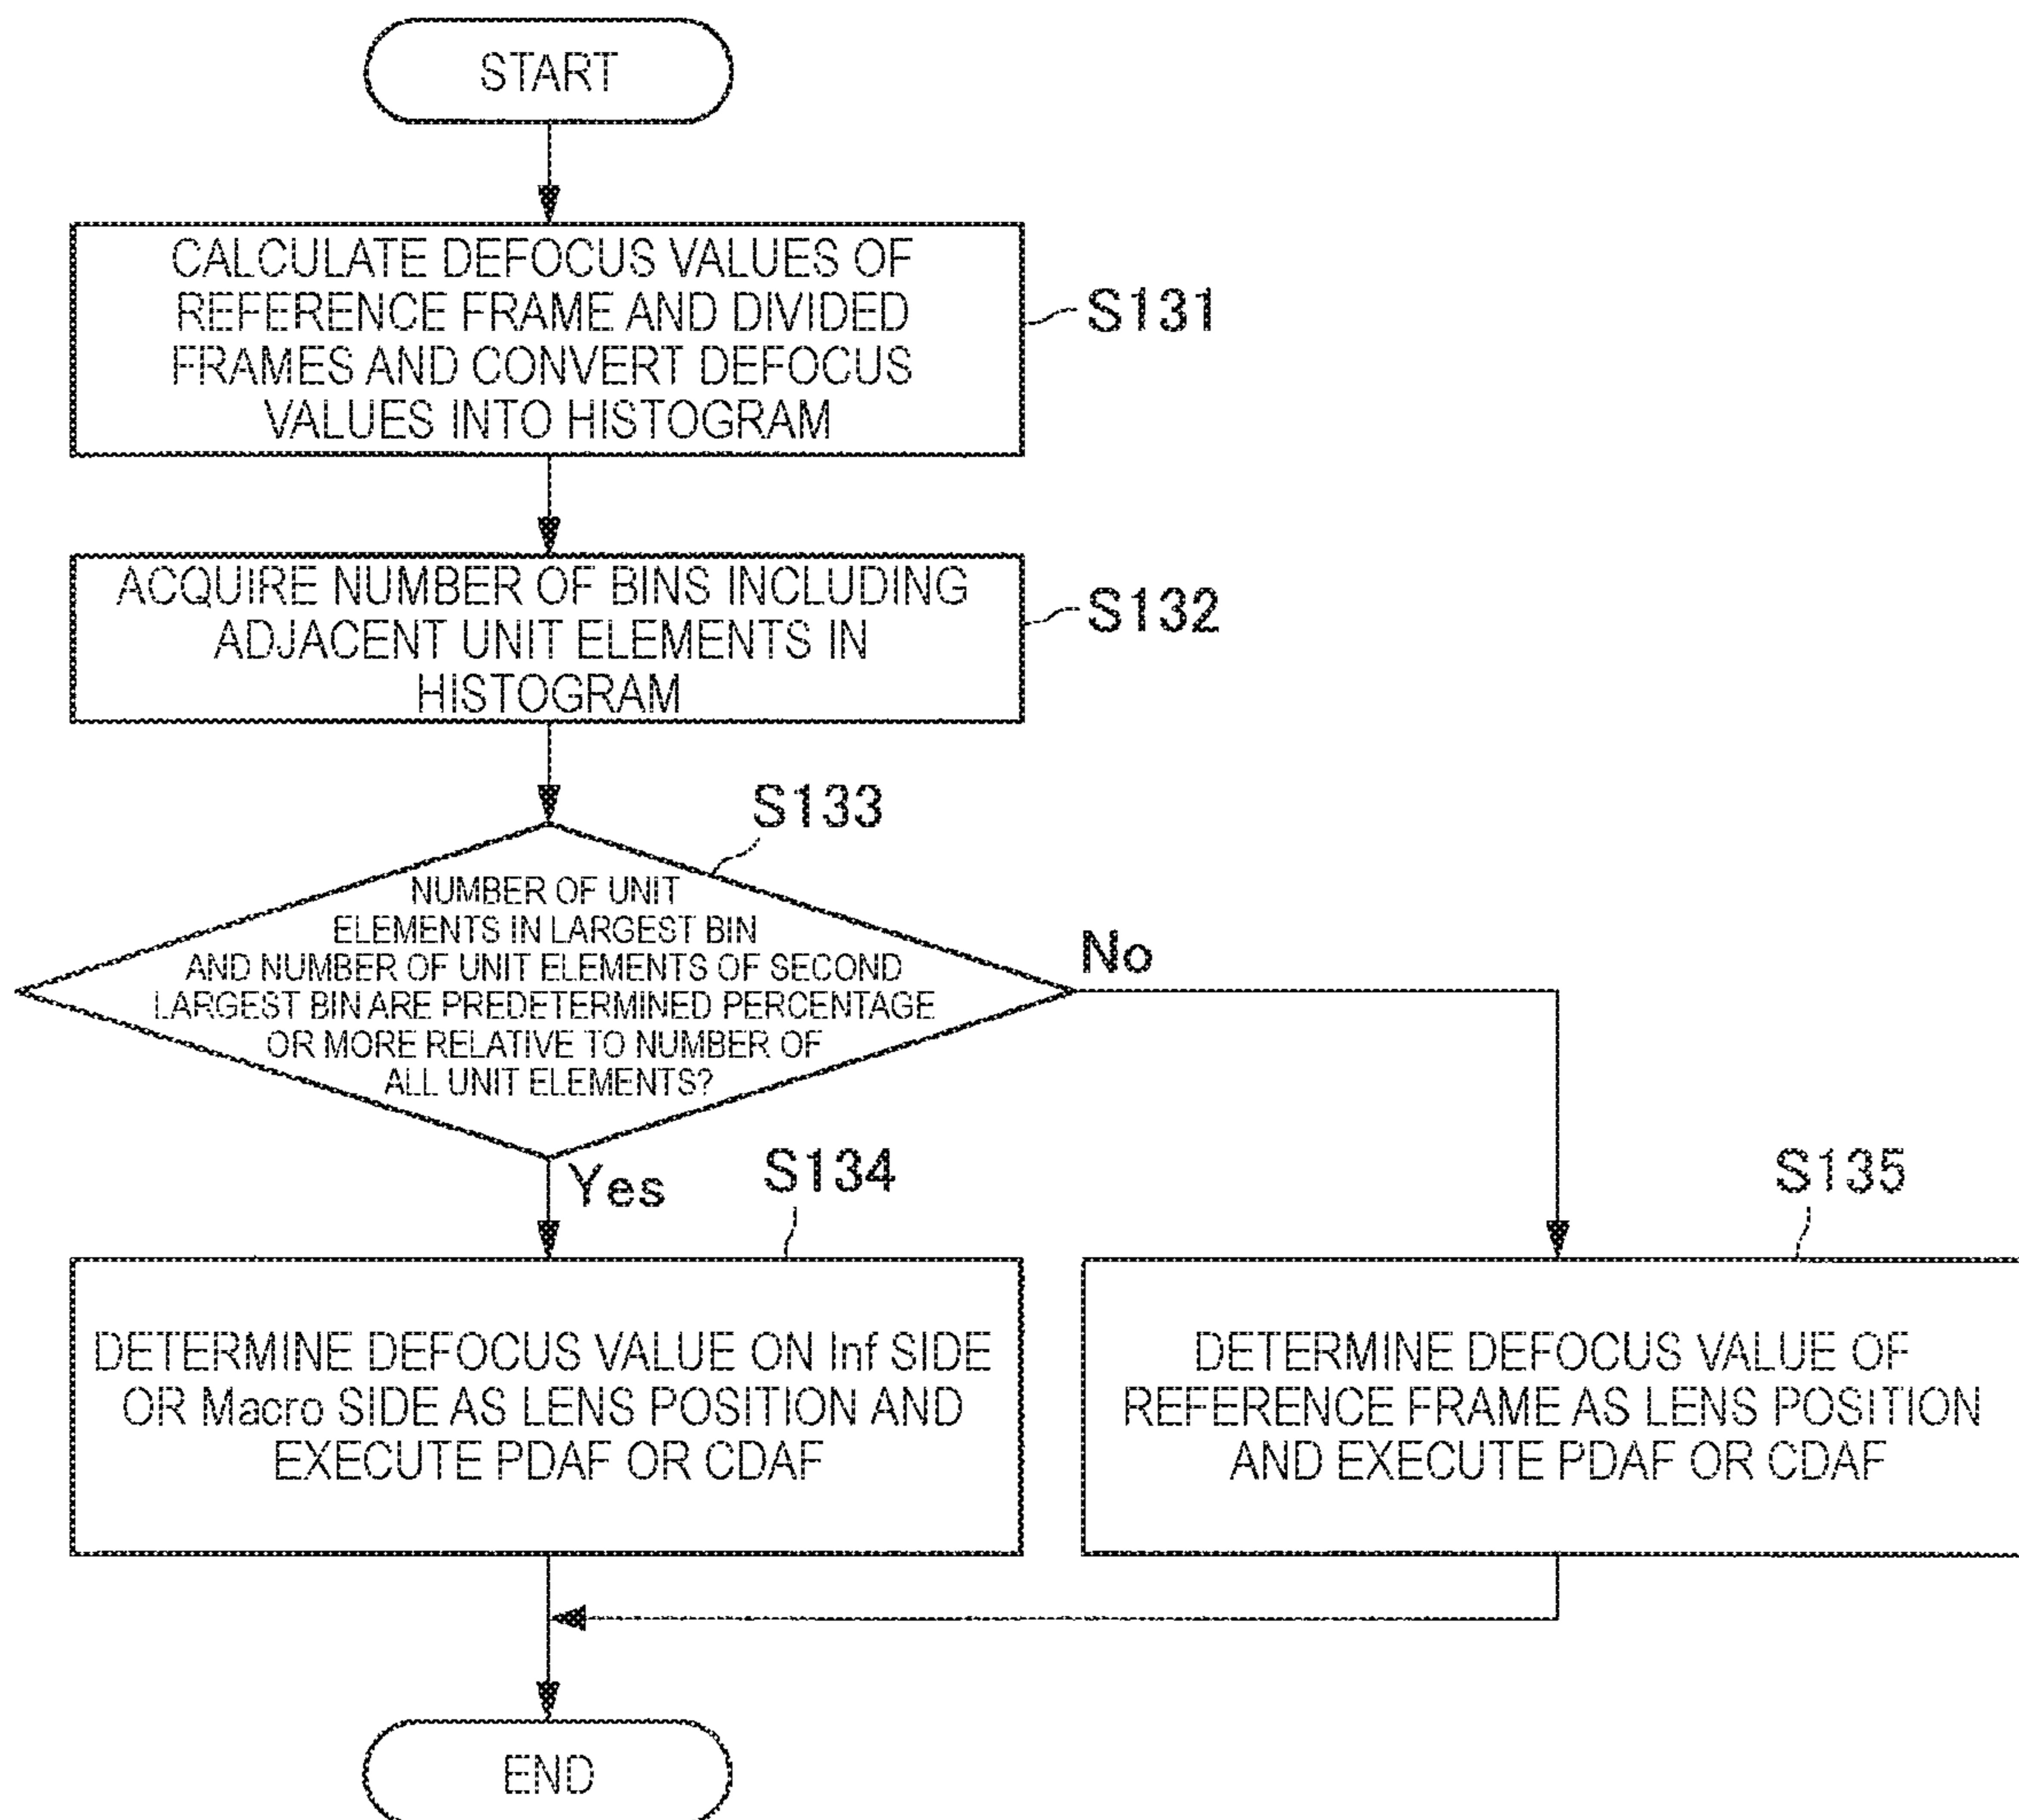 START
CALCULATE DEFOCUS VALUES OF
REFERENCE FRAME AND DIVIDED
FRAMES AND CONVERT DEFOCUS
VALUES INTO HISTOGRAM
S131
ACQUIRE NUMBER OF BINS INCLUDING
ADJACENT UNIT ELEMENTS IN
HISTOGRAM
S132
S133
NUMBER OF UNIT
ELEMENTS IN LARGEST BIN
AND NUMBER OF UNIT ELEMENTS OF SECOND
LARGEST BIN ARE PREDETERMINED PERCENTAGE
OR MORE RELATIVE TO NUMBER OF
ALL UNIT ELEMENTS?
No
Yes
S134
DETERMINE DEFOCUS VALUE ON Inf SIDE
OR Macro SIDE AS LENS POSITION AND
EXECUTE PDAF OR CDAF
S135
DETERMINE DEFOCUS VALUE OF
REFERENCE FRAME AS LENS POSITION
AND EXECUTE PDAF OR CDAF
END